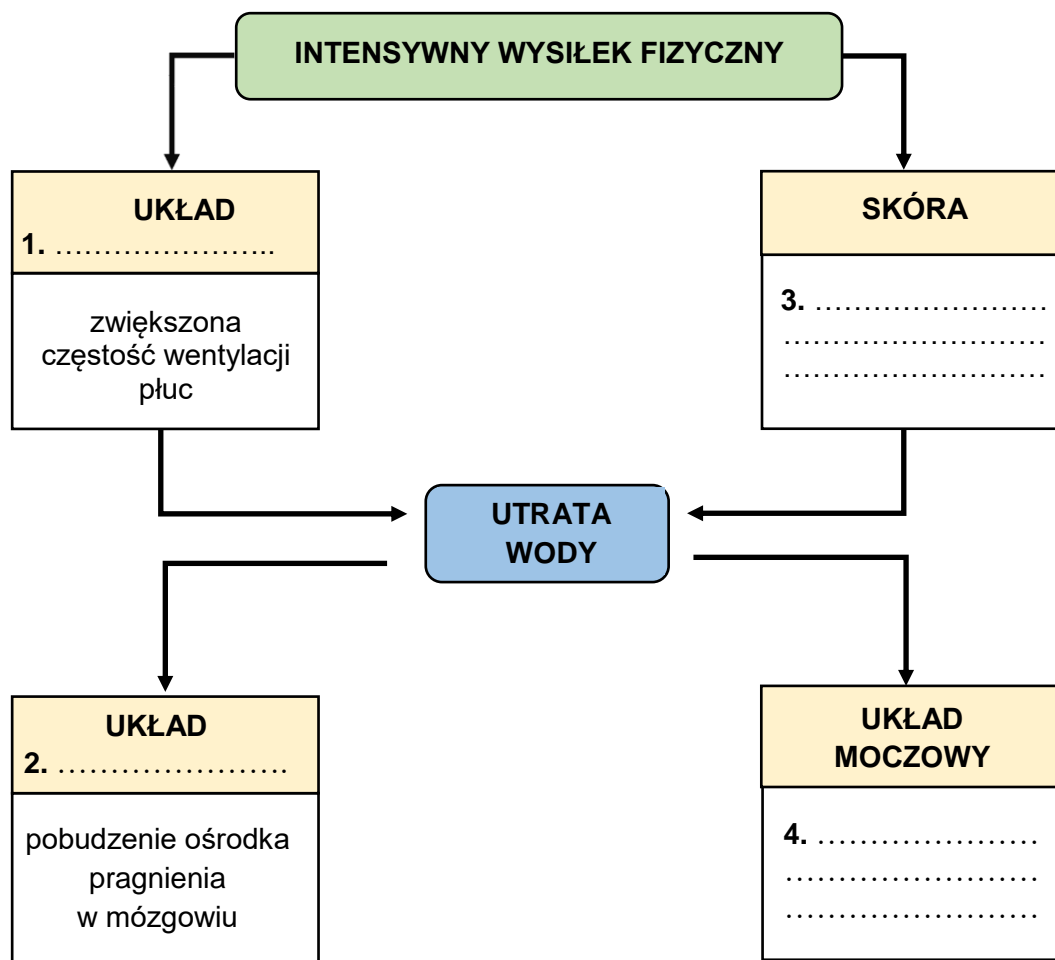 INTENSYWNY WYSIŁEK FIZYCZNY
UKŁAD
1. …………………..
zwiększona
częstość wentylacji
płuc
SKÓRA
3. ……………………
………………………
………………………
UTRATA
WODY
UKŁAD
2. ………………….
pobudzenie ośrodka
pragnienia
w mózgowiu
UKŁAD
MOCZOWY
4. …………………
……………………
……………………